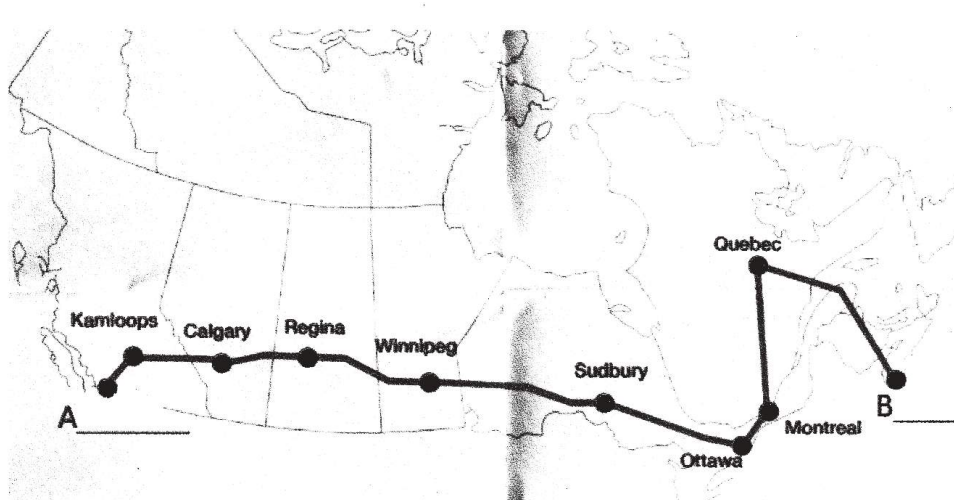 Quebec
Kamloops
Calgary
Regina
Winnipeg
Sudbury
A
B
Montreal
Ottawa